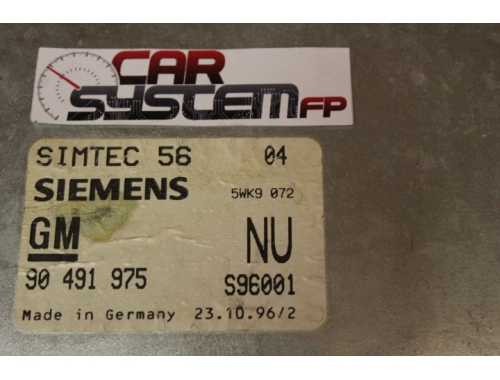 CAR
SYSTEM FP
SIMTEC 56 04
SIEMENS 5WK9 072
GM NU
90 491 975 S96001
Made in Germany 23.10.96/2